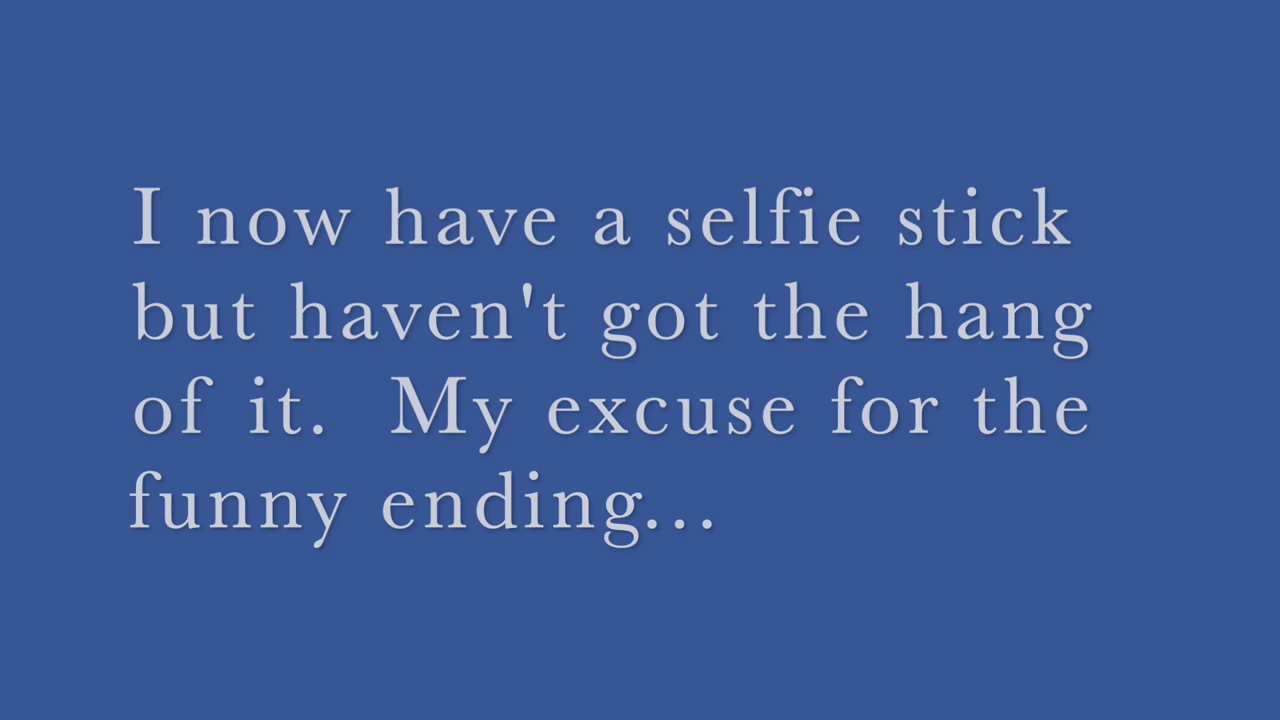 I now have a selfie stick
but haven't got the hang
of it.  My excuse for the
funny ending...